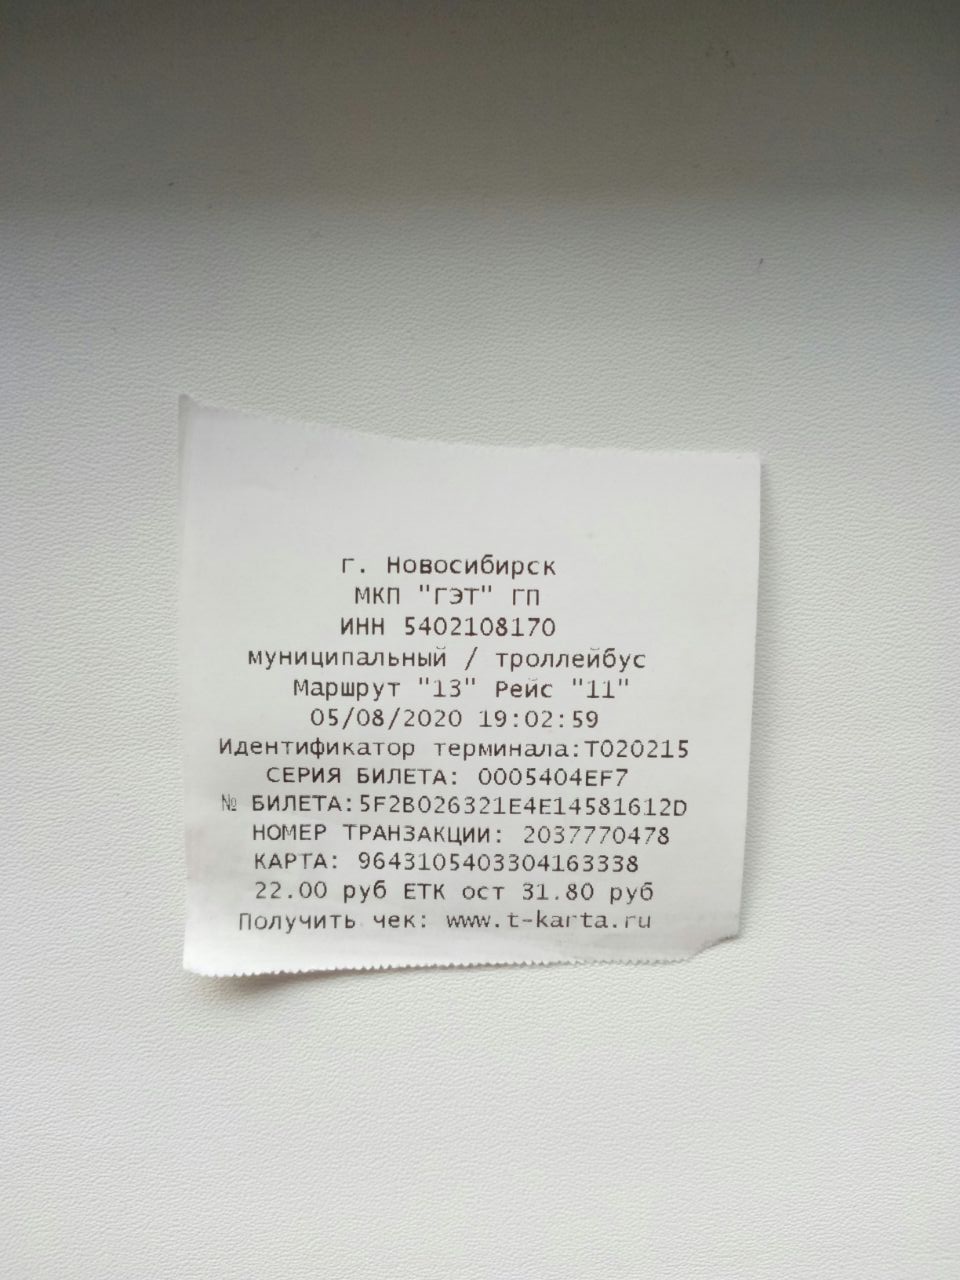 г. Новосибирск
МКП "ГЭТ" ГП
ИНН 5402108170
муниципальный / троллейбус
Маршрут "13" Рейс "11"
05/08/2020 19:02:59
Идентификатор терминала:T020215
СЕРИЯ БИЛЕТА: 0005404EF7
№ БИЛЕТА:5F2B026321E4E14581612D
НОМЕР ТРАНЗАКЦИИ: 2037770478
КАРТА: 9643105403304163338
22.00 руб ЕТК ост 31.80 руб
Получить чек: www.t-karta.ru